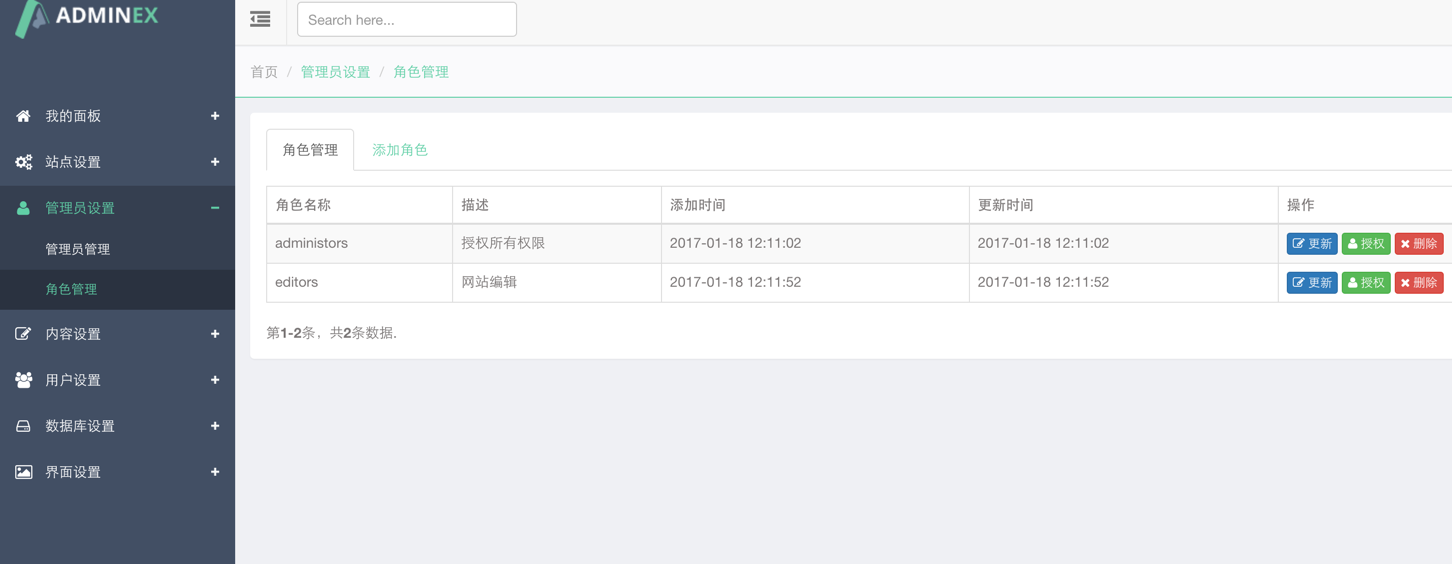 ADMINEX
Search here...
首页 / 管理员设置 / 角色管理
我的面板
站点设置
管理员设置
管理员管理
角色管理
内容设置
用户设置
数据库设置
界面设置
角色管理 添加角色
角色名称 描述 添加时间 更新时间 操作
administors 授权所有权限 2017-01-18 12:11:02 2017-01-18 12:11:02 更新 授权 删除
editors 网站编辑 2017-01-18 12:11:52 2017-01-18 12:11:52 更新 授权 删除
第1-2条，共2条数据.